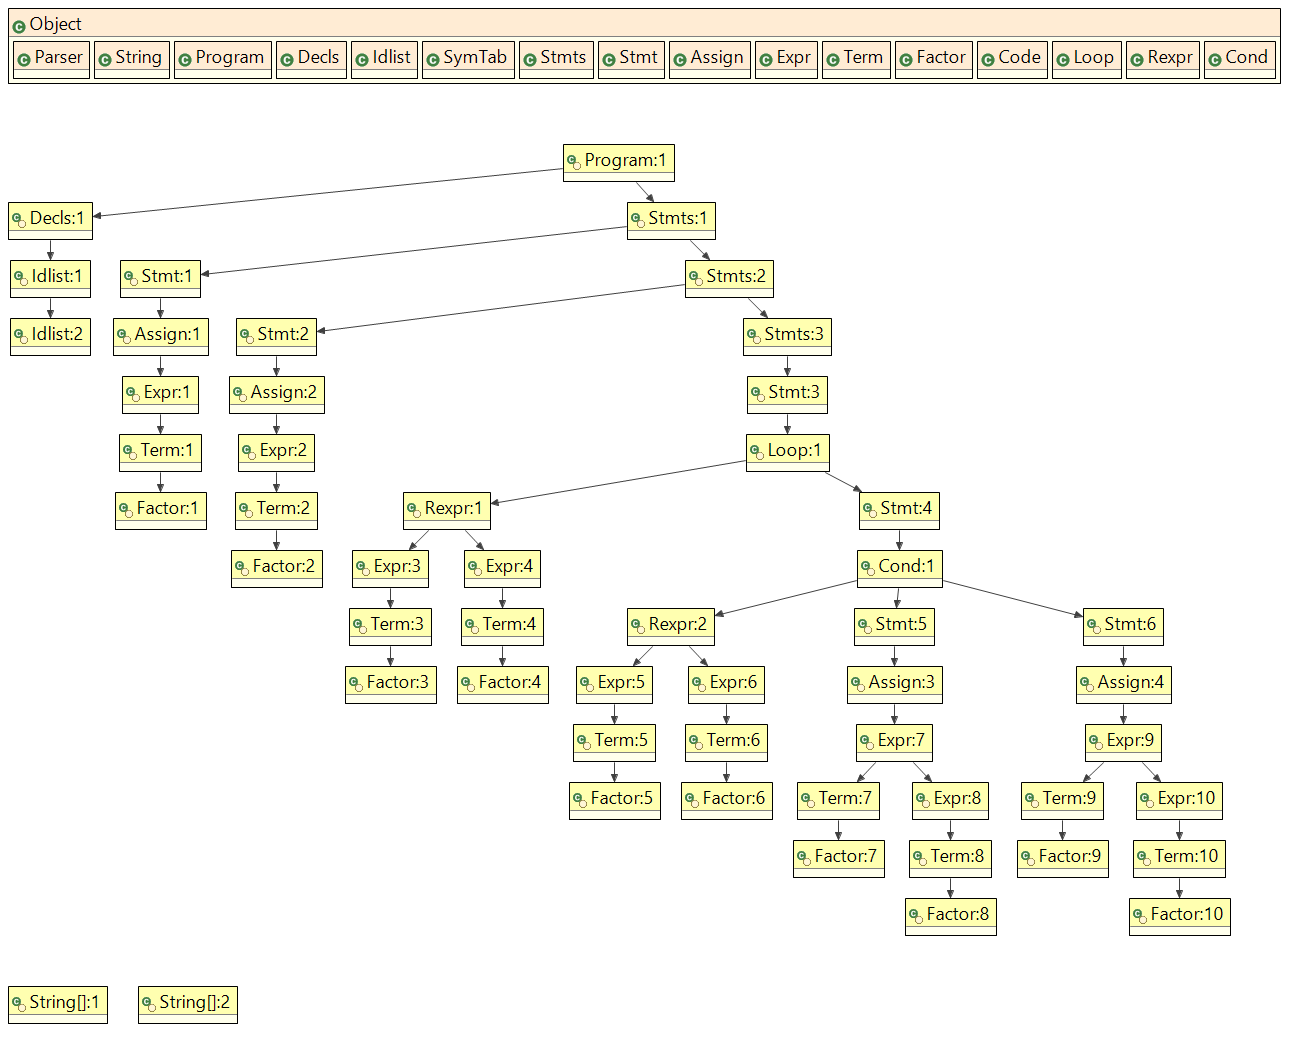 Object
Parser String Program Decls Idlist SymTab Stmts Stmt Assign Expr Term Factor Code Loop Rexpr Cond
Program:1
Decls:1 Stmts:1
Idlist:1 Stmt:1 Stmts:2
Idlist:2 Assign:1 Stmt:2 Stmts:3
Expr:1 Assign:2 Stmt:3
Term:1 Expr:2 Loop:1
Factor:1 Term:2 Rexpr:1 Stmt:4
Factor:2 Expr:3 Expr:4 Cond:1
Term:3 Term:4 Rexpr:2 Stmt:5 Stmt:6
Factor:3 Factor:4 Expr:5 Expr:6 Assign:3 Assign:4
Term:5 Term:6 Expr:7 Expr:9
Factor:5 Factor:6 Term:7 Expr:8 Term:9 Expr:10
Factor:7 Term:8 Factor:9 Term:10
Factor:8 Factor:10
String[]:1 String[]:2